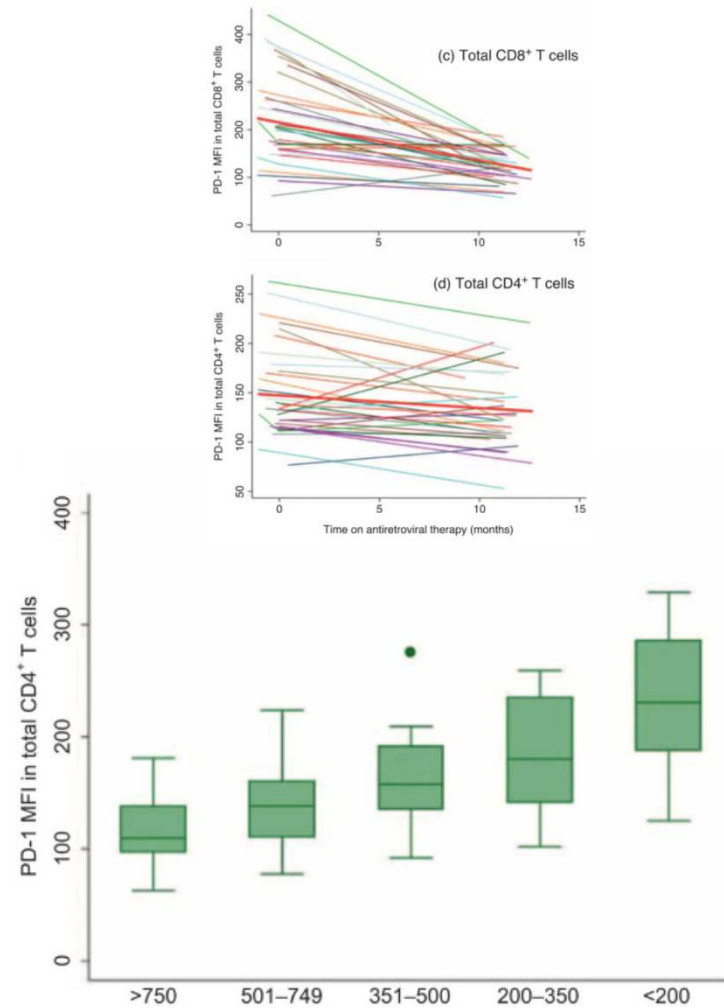 (c) Total CD8⁺ T cells
PD-1 MFI in total CD8⁺ T cells
400
300
200
100
0
0 5 10 15
(d) Total CD4⁺ T cells
PD-1 MFI in total CD4⁺ T cells
250
200
150
100
50
0 5 10 15
Time on antiretroviral therapy (months)
PD-1 MFI in total CD4⁺ T cells
400
300
200
100
0
>750 501–749 351–500 200–350 <200